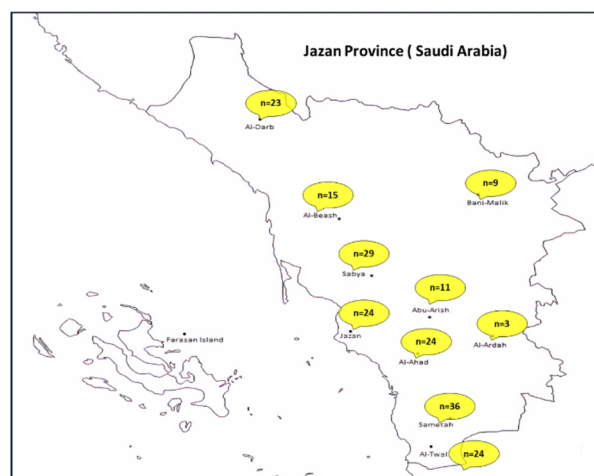 Jazan Province ( Saudi Arabia)
n=23
Al-Darb
n=9
Bani-Malik
n=15
Al-Beash
n=29
Sabya
n=11
Abu-Arish
n=24
Jazan
n=3
Al-Ardah
Farasan Island
n=24
Al-Ahad
n=36
Sametah
Al-Twal
n=24